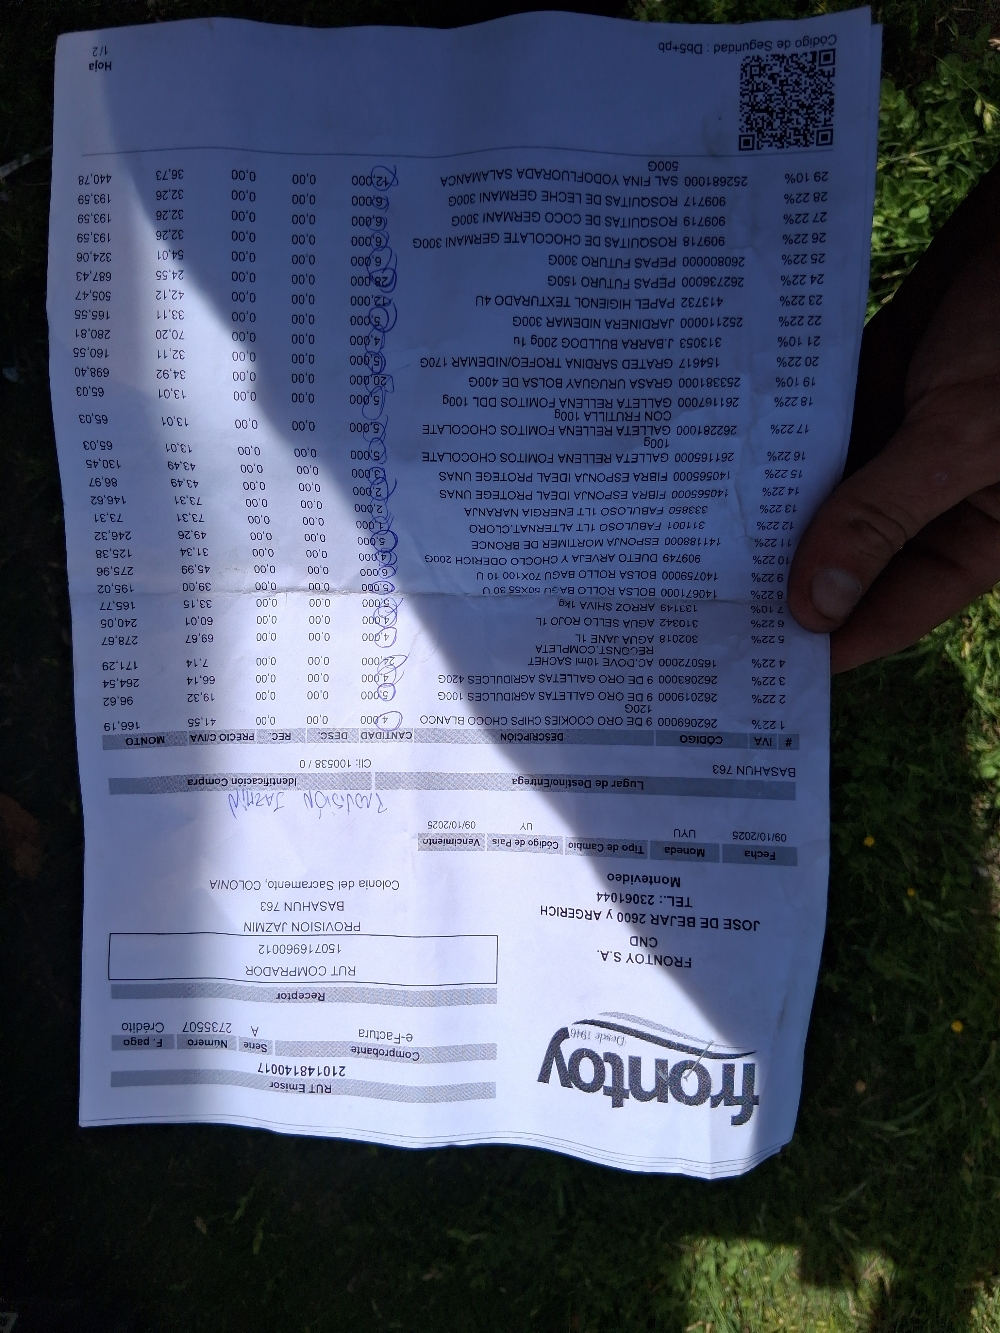 frontoy
Desde 1946
RUT Emisor
210148140017
Comprobante Serie Número F. pago
e-Factura A 2735507 Crédito
Receptor
RUT COMPRADOR
150716960012
PROVISION JAZMIN
BASAHUN 763
Colonia del Sacramento, COLONIA
FRONTOY S.A.
CND
JOSE DE BEJAR 2600 y ARGERICH
TEL.: 23061044
Montevideo
Fecha Moneda Tipo de Cambio Código de País Vencimiento
09/10/2025 UYU UY 09/10/2025
PROVISIÓN JAZMIN
Lugar de Destino/Entrega Identificación Compra
BASAHUN 763 Cli: 100538 / 0
# IVA CÓDIGO DESCRIPCIÓN CANTIDAD DESC. REC. PRECIO C/IVA MONTO
1 22% 262069000 9 DE ORO COOKIES CHIPS CHOCO BLANCO 4,000 0,00 0,00 41,55 166,19
120G
2 22% 262019000 9 DE ORO GALLETAS AGRIDULCES 100G 5,000 0,00 0,00 19,32 96,62
3 22% 262083000 9 DE ORO GALLETAS AGRIDULCES 420G 4,000 0,00 0,00 66,14 264,54
4 22% 165072000 AC.DOVE 10ml SACHET 24,000 0,00 0,00 7,14 171,29
RECONST.COMPLETA
5 22% 302018 AGUA JANE 1L 4,000 0,00 0,00 69,67 278,67
6 22% 310342 AGUA SELLO ROJO 1L 4,000 0,00 0,00 60,01 240,05
7 10% 133149 ARROZ SHIVA 1kg 5,000 0,00 0,00 33,15 165,77
8 22% 140671000 BOLSA ROLLO BAGU 55X65 30 U 5,000 0,00 0,00 39,00 195,02
9 22% 140759000 BOLSA ROLLO BAGU 70X100 10 U 6,000 0,00 0,00 45,99 275,96
10 22% 909749 DUETO ARVEJA Y CHOCLO ODERICH 200G 4,000 0,00 0,00 31,34 125,38
11 22% 141188000 ESPONJA MORTIMER DE BRONCE 5,000 0,00 0,00 49,26 246,32
12 22% 311001 FABULOSO 1LT ALTERNAT.CLORO 1,000 0,00 0,00 73,31 73,31
13 22% 333850 FABULOSO 1LT ENERGIA NARANJA 2,000 0,00 0,00 73,31 146,62
14 22% 140565000 FIBRA ESPONJA IDEAL PROTEGE UNAS 2,000 0,00 0,00 43,49 86,97
15 22% 140565000 FIBRA ESPONJA IDEAL PROTEGE UNAS 3,000 0,00 0,00 43,49 130,45
16 22% 261165000 GALLETA RELLENA FOMITOS CHOCOLATE 5,000 0,00 0,00 13,01 65,03
100g
17 22% 262281000 GALLETA RELLENA FOMITOS CHOCOLATE 5,000 0,00 0,00 13,01 65,03
CON FRUTILLA 100g
18 22% 261167000 GALLETA RELLENA FOMITOS DDL 100g 5,000 0,00 0,00 13,01 65,03
19 10% 253381000 GRASA URUGUAY BOLSA DE 400G 20,000 0,00 0,00 34,92 698,40
20 22% 154617 GRATED SARDINA TROFEO/NIDEMAR 170G 5,000 0,00 0,00 32,11 160,55
21 10% 313053 J.BARRA BULLDOG 200g 1u 4,000 0,00 0,00 70,20 280,81
22 22% 252110000 JARDINERA NIDEMAR 300G 5,000 0,00 0,00 33,11 165,55
23 22% 413732 PAPEL HIGIENOL TEXTURADO 4U 12,000 0,00 0,00 42,12 505,47
24 22% 262736000 PEPAS FUTURO 150G 28,000 0,00 0,00 24,55 687,43
25 22% 260800000 PEPAS FUTURO 300G 6,000 0,00 0,00 54,01 324,06
26 22% 909718 ROSQUITAS DE CHOCOLATE GERMANI 300G 6,000 0,00 0,00 32,26 193,59
27 22% 909719 ROSQUITAS DE COCO GERMANI 300G 6,000 0,00 0,00 32,26 193,59
28 22% 909717 ROSQUITAS DE LECHE GERMANI 300G 6,000 0,00 0,00 32,26 193,59
29 10% 252681000 SAL FINA YODOFLUORADA SALAMANCA 12,000 0,00 0,00 36,73 440,78
500G
Código de Seguridad : Db5+pb
Hoja
1/2